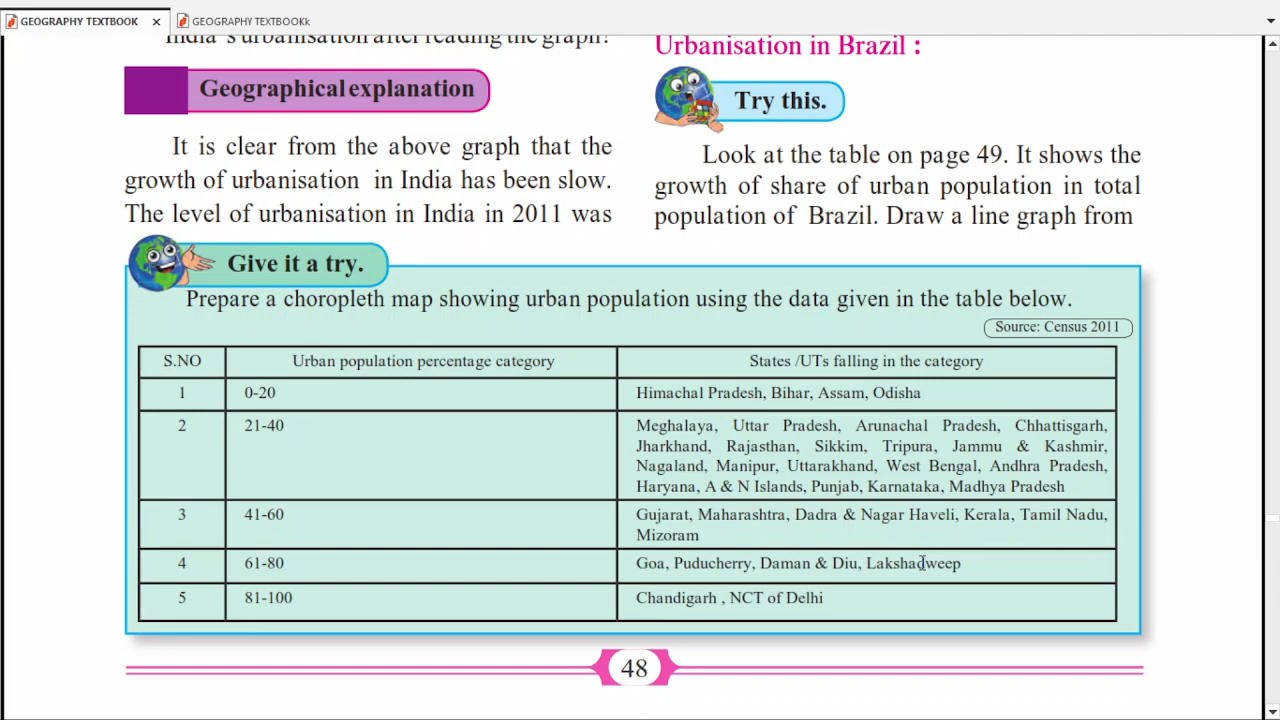 GEOGRAPHY TEXTBOOK
GEOGRAPHY TEXTBOOKk
India's urbanisation after reading the graph?
Geographical explanation
It is clear from the above graph that the
growth of urbanisation in India has been slow.
The level of urbanisation in India in 2011 was
Urbanisation in Brazil :
Try this.
Look at the table on page 49. It shows the
growth of share of urban population in total
population of Brazil. Draw a line graph from
Give it a try.
Prepare a choropleth map showing urban population using the data given in the table below.
Source: Census 2011
S.NO Urban population percentage category States /UTs falling in the category
1 0-20 Himachal Pradesh, Bihar, Assam, Odisha
2 21-40 Meghalaya, Uttar Pradesh, Arunachal Pradesh, Chhattisgarh,
Jharkhand, Rajasthan, Sikkim, Tripura, Jammu & Kashmir,
Nagaland, Manipur, Uttarakhand, West Bengal, Andhra Pradesh,
Haryana, A & N Islands, Punjab, Karnataka, Madhya Pradesh
3 41-60 Gujarat, Maharashtra, Dadra & Nagar Haveli, Kerala, Tamil Nadu,
Mizoram
4 61-80 Goa, Puducherry, Daman & Diu, Lakshadweep
5 81-100 Chandigarh , NCT of Delhi
48